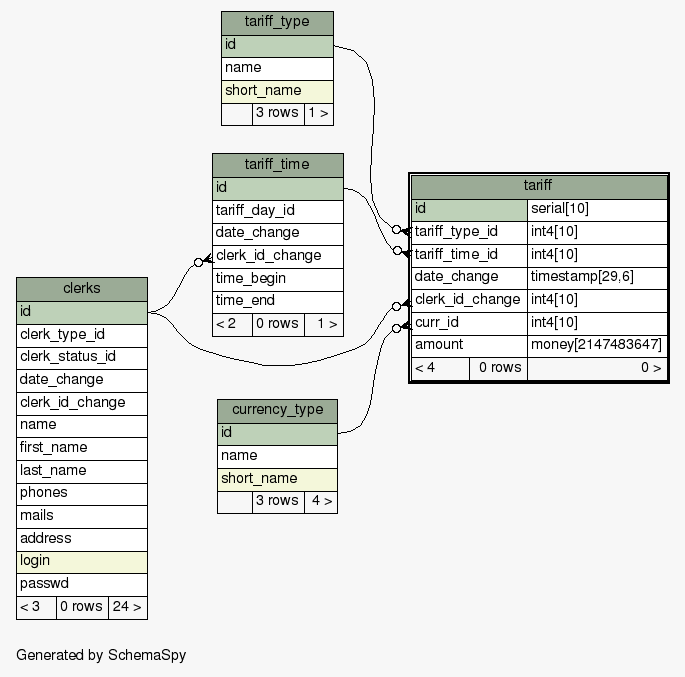 tariff_type
id
name
short_name
3 rows 1 >
tariff_time
id
tariff_day_id
date_change
clerk_id_change
time_begin
time_end
< 2 0 rows 1 >
tariff
id serial[10]
tariff_type_id int4[10]
tariff_time_id int4[10]
date_change timestamp[29,6]
clerk_id_change int4[10]
curr_id int4[10]
amount money[2147483647]
< 4 0 rows 0 >
clerks
id
clerk_type_id
clerk_status_id
date_change
clerk_id_change
name
first_name
last_name
phones
mails
address
login
passwd
< 3 0 rows 24 >
currency_type
id
name
short_name
3 rows 4 >
Generated by SchemaSpy